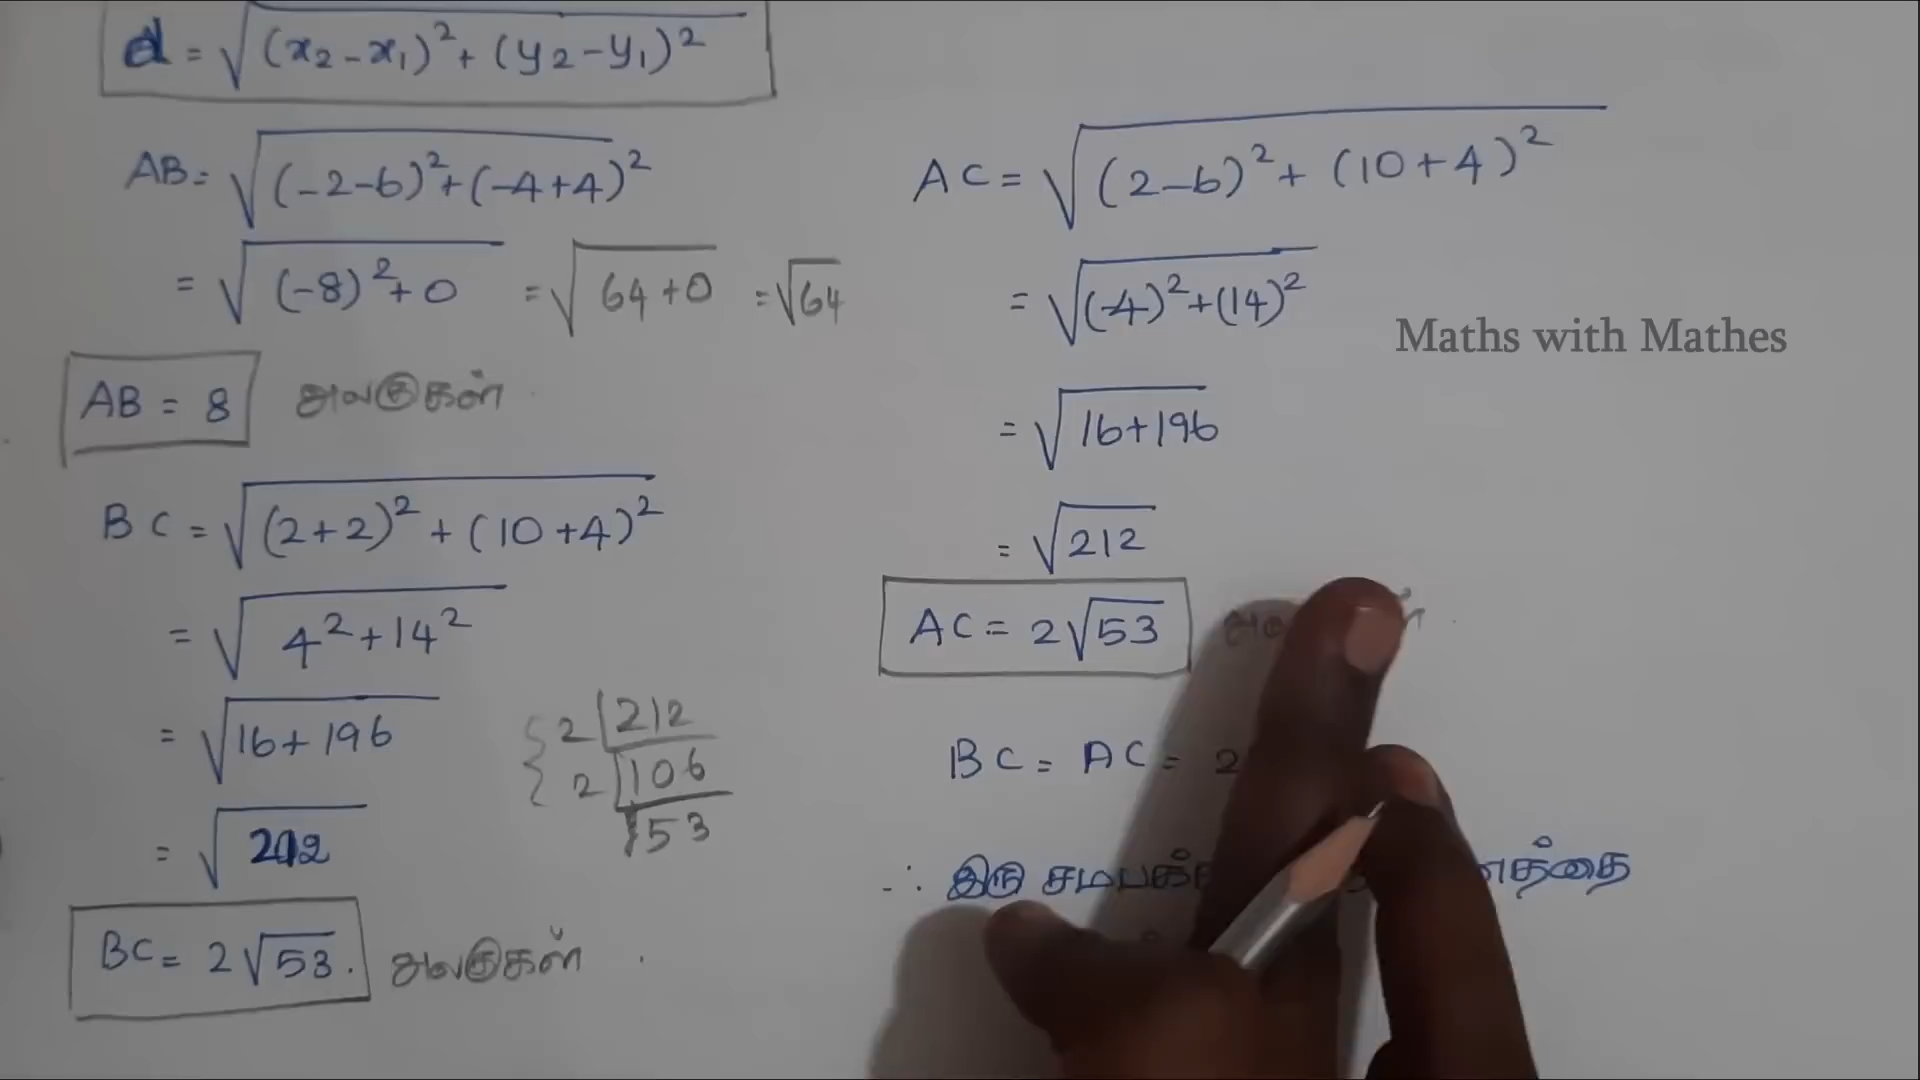 d = √(x₂-x₁)² + (y₂-y₁)²
AB = √(-2-6)² + (-4+4)²
= √(-8)² + 0 = √64+0 = √64
AB = 8 அலகுகள்
BC = √(2+2)² + (10+4)²
= √4² + 14²
= √16+196
= √212
2 | 212
2 | 106
53
BC = 2√53 . அலகுகள் .
AC = √(2-6)² + (10+4)²
= √(-4)² + (14)²
= √16+196
= √212
AC = 2√53
BC = AC = 2
∴ இரு
Maths with Mathes